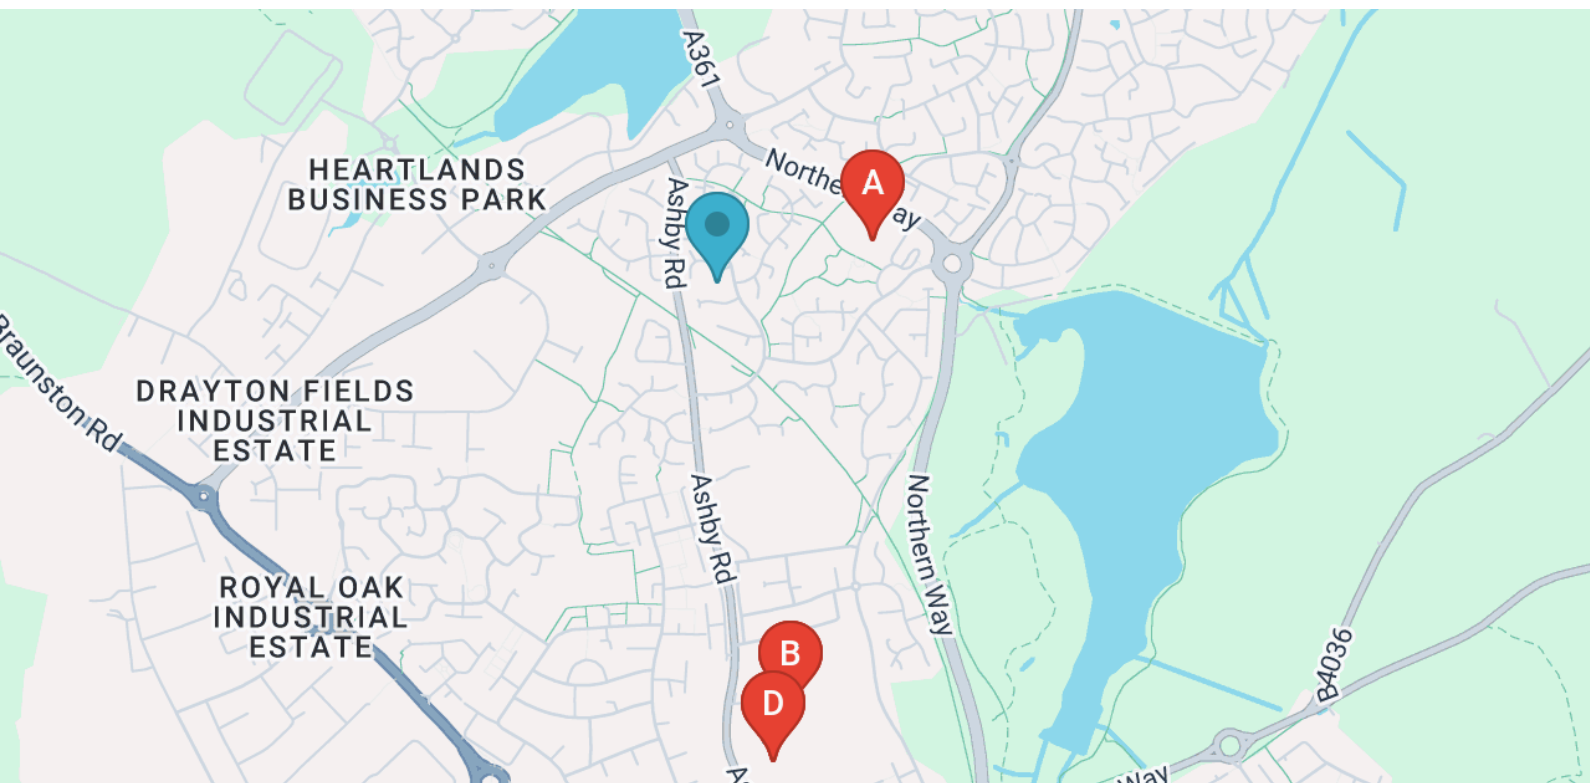 A361
HEARTLANDS
BUSINESS PARK
Northe
ay
A
Ashby Rd
Braunston Rd
DRAYTON FIELDS
INDUSTRIAL
ESTATE
Ashby Rd
Northern Way
ROYAL OAK
INDUSTRIAL
ESTATE
B
D
B4036
Way